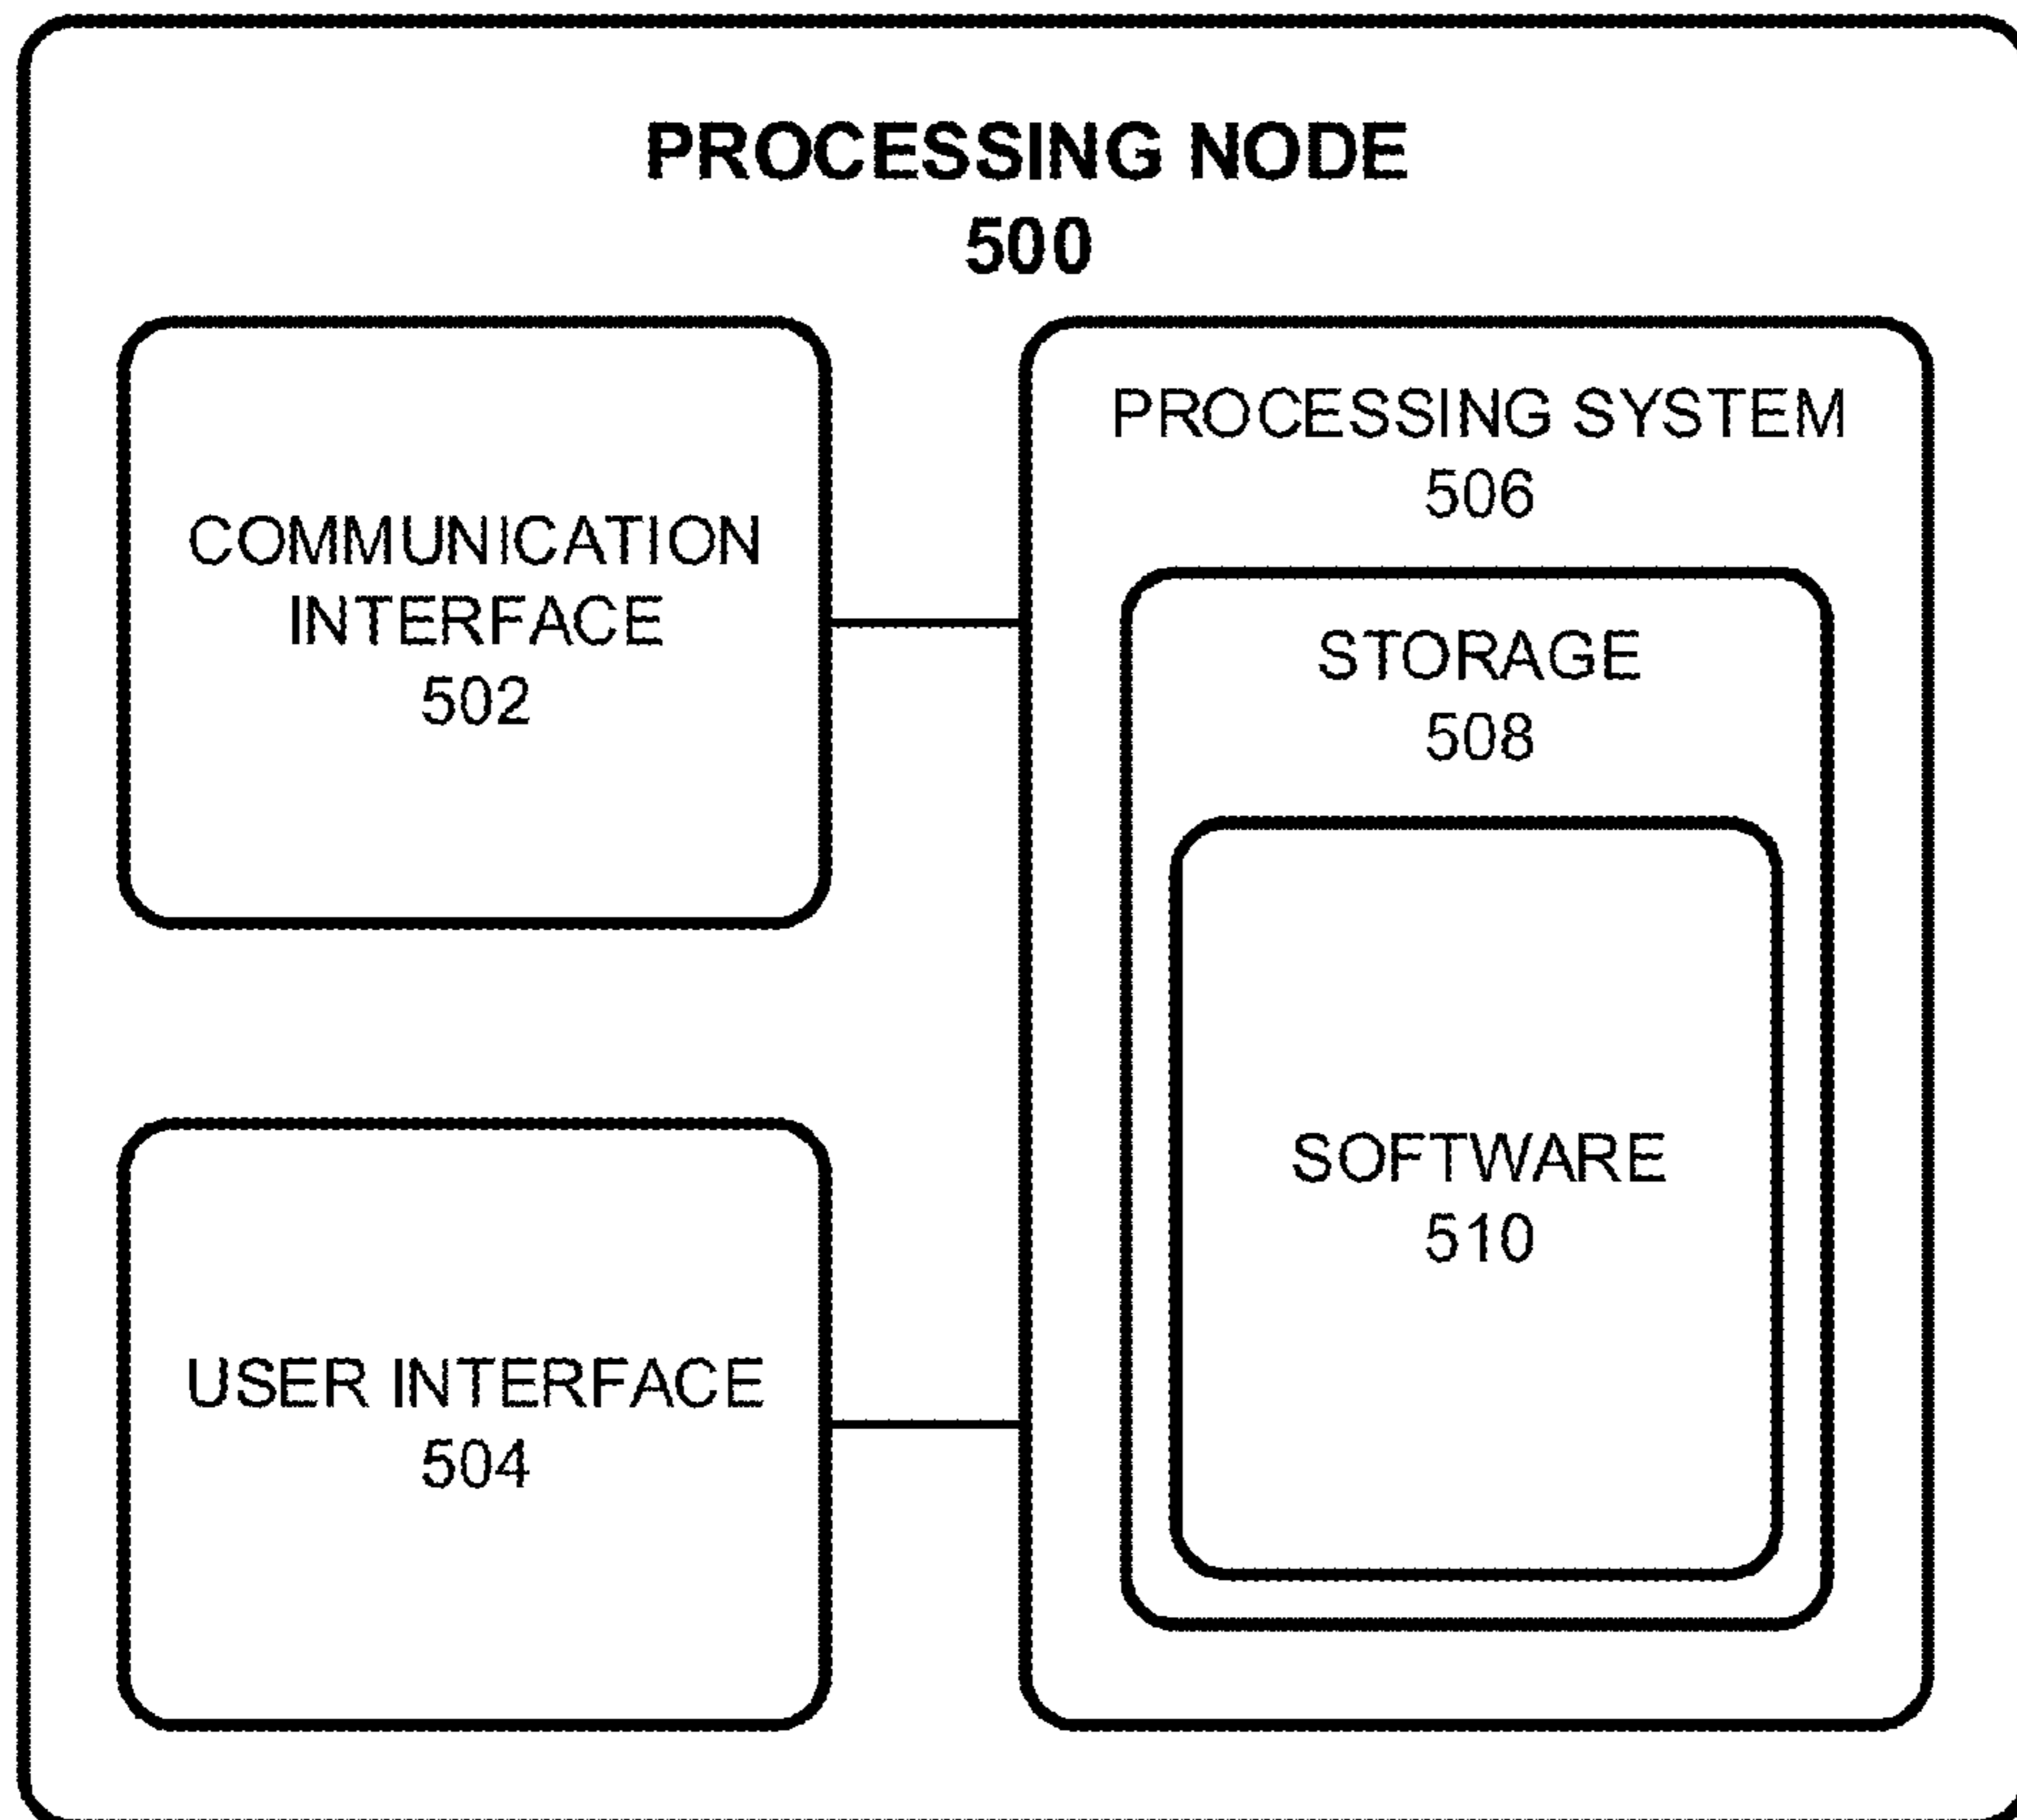 PROCESSING NODE
500
COMMUNICATION
INTERFACE
502
USER INTERFACE
504
PROCESSING SYSTEM
506
STORAGE
508
SOFTWARE
510